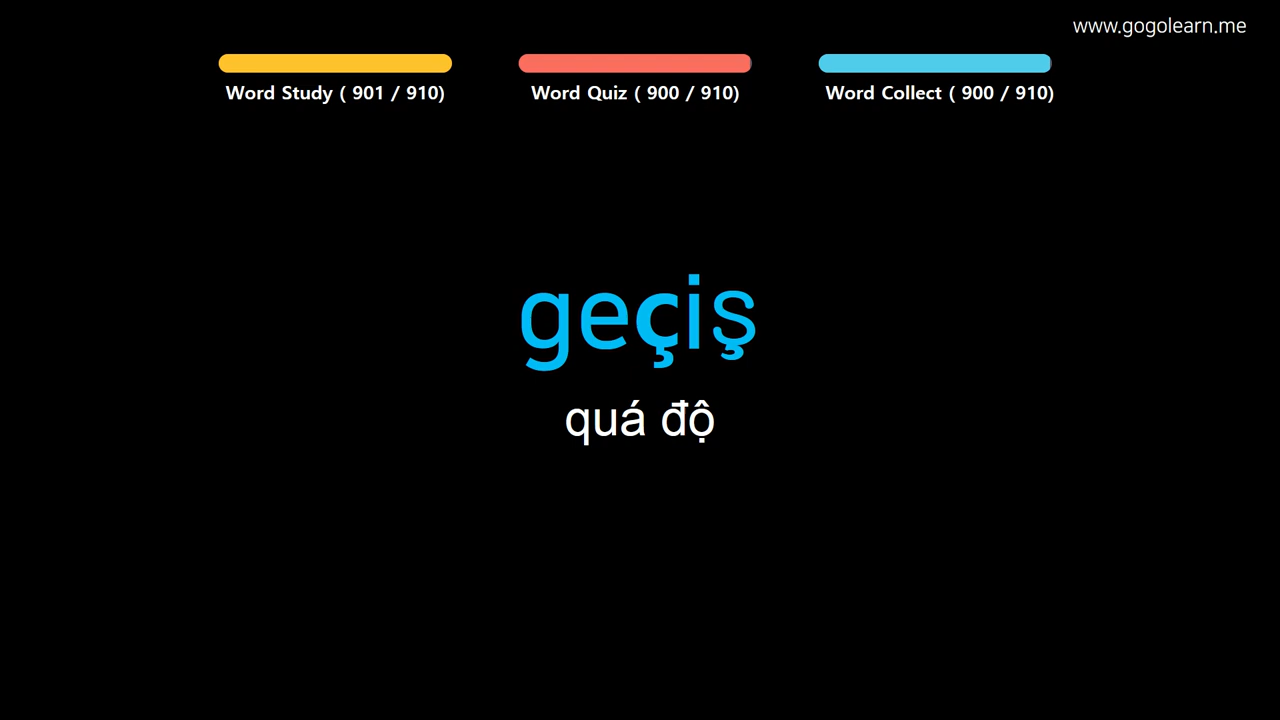 www.gogolearn.me
Word Study ( 901 / 910)
Word Quiz ( 900 / 910)
Word Collect ( 900 / 910)
geçiş
quá độ